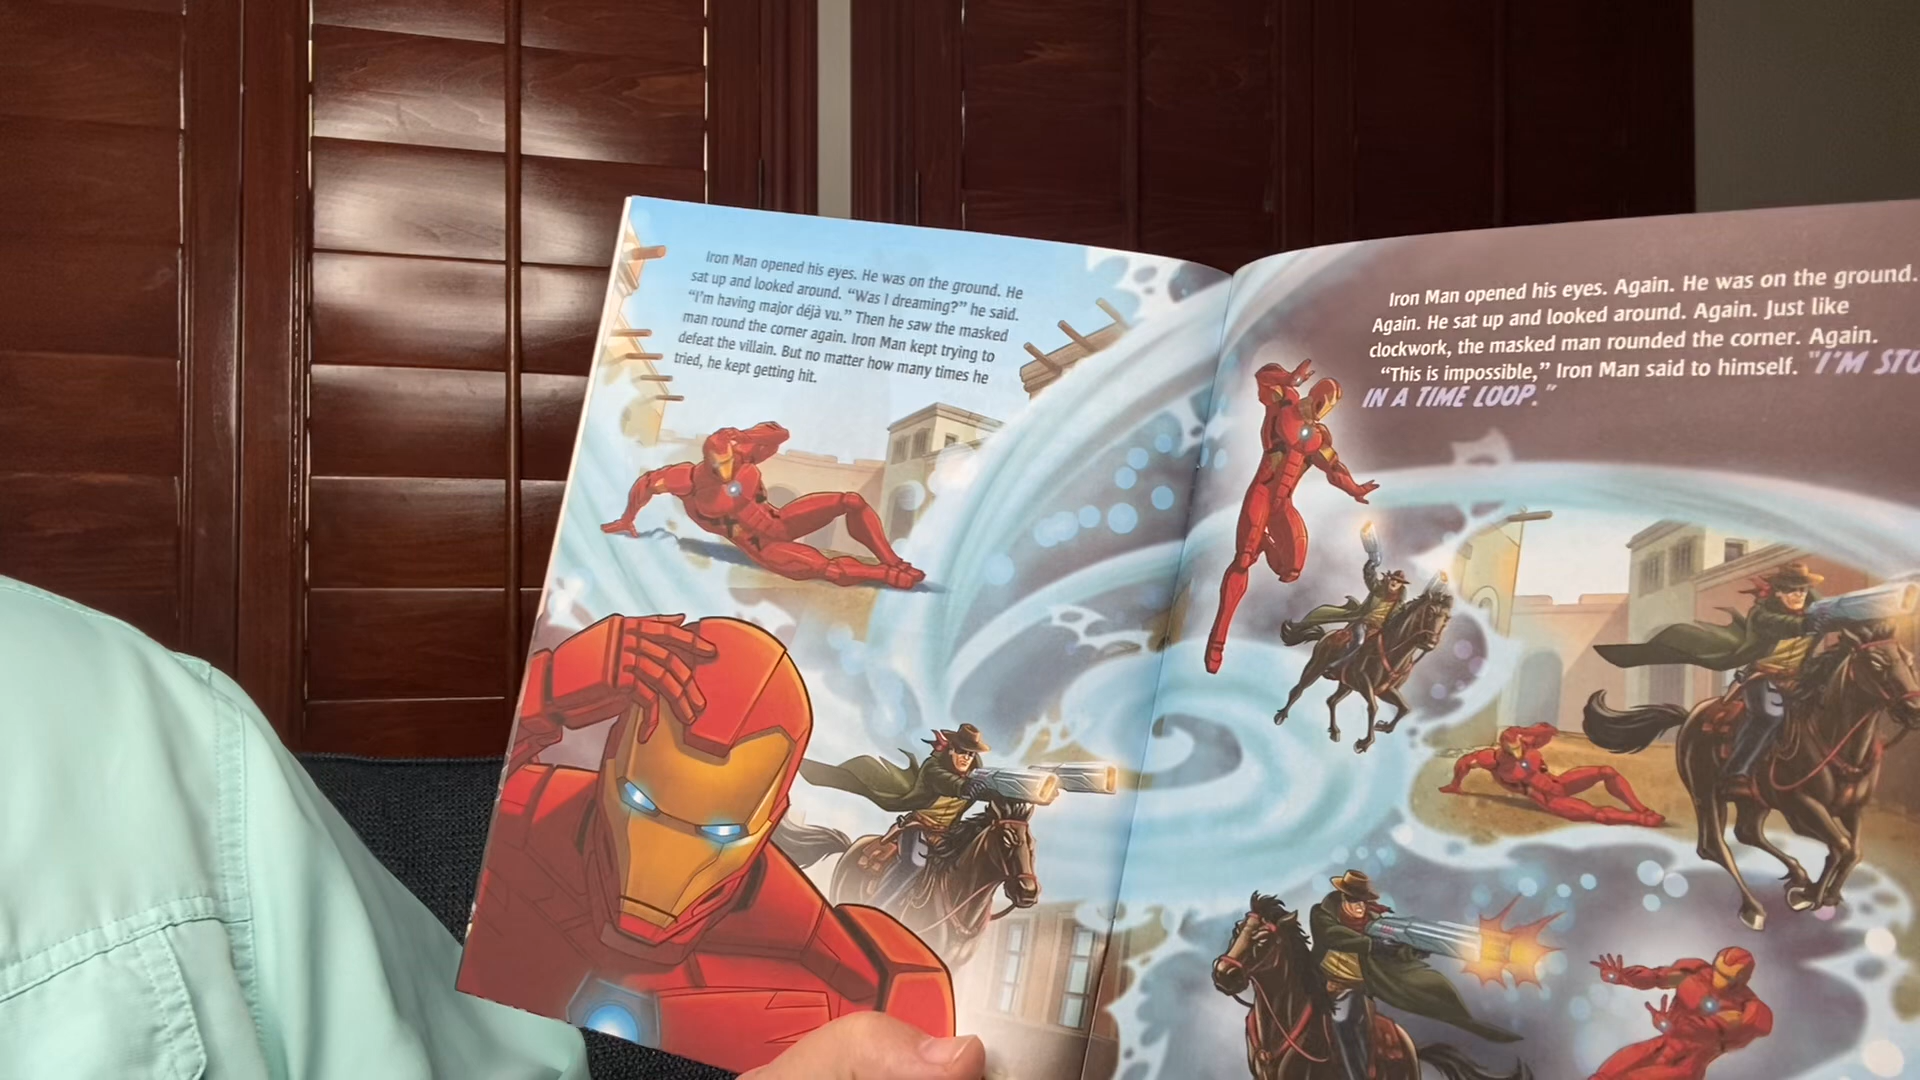 Iron Man opened his eyes. He was on the ground. He
sat up and looked around. “Was I dreaming?” he said.
“I’m having major déjà vu.” Then he saw the masked
man round the corner again. Iron Man kept trying to
defeat the villain. But no matter how many times he
tried, he kept getting hit.
Iron Man opened his eyes. Again. He was on the ground.
Again. He sat up and looked around. Again. Just like
clockwork, the masked man rounded the corner. Again.
“This is impossible,” Iron Man said to himself. “I’M
IN A TIME LOOP.”